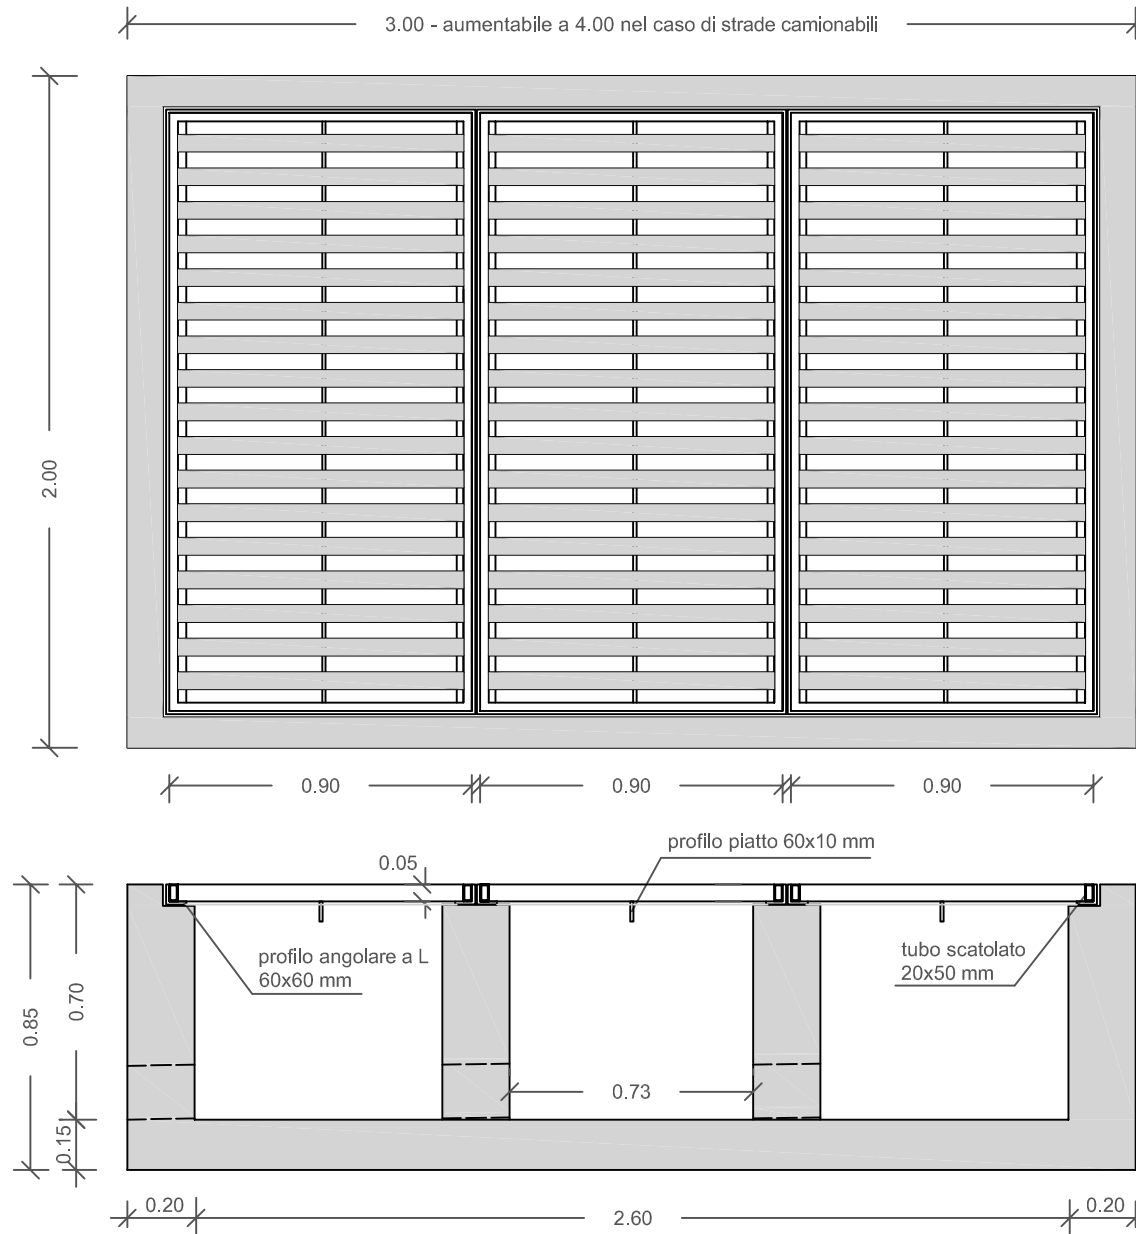 3.00 - aumentabile a 4.00 nel caso di strade camionabili
2.00
0.90
0.90
0.90
profilo piatto 60x10 mm
0.05
profilo angolare a L
60x60 mm
tubo scatolato
20x50 mm
0.85
0.70
0.73
0.15
0.20
2.60
0.20